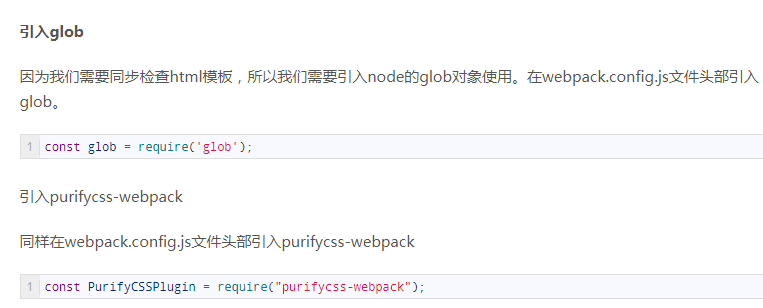 引入glob
因为我们需要同步检查html模板，所以我们需要引入node的glob对象使用。在webpack.config.js文件头部引入
glob。
1 const glob = require('glob');
引入purifycss-webpack
同样在webpack.config.js文件头部引入purifycss-webpack
1 const PurifyCSSPlugin = require("purifycss-webpack");